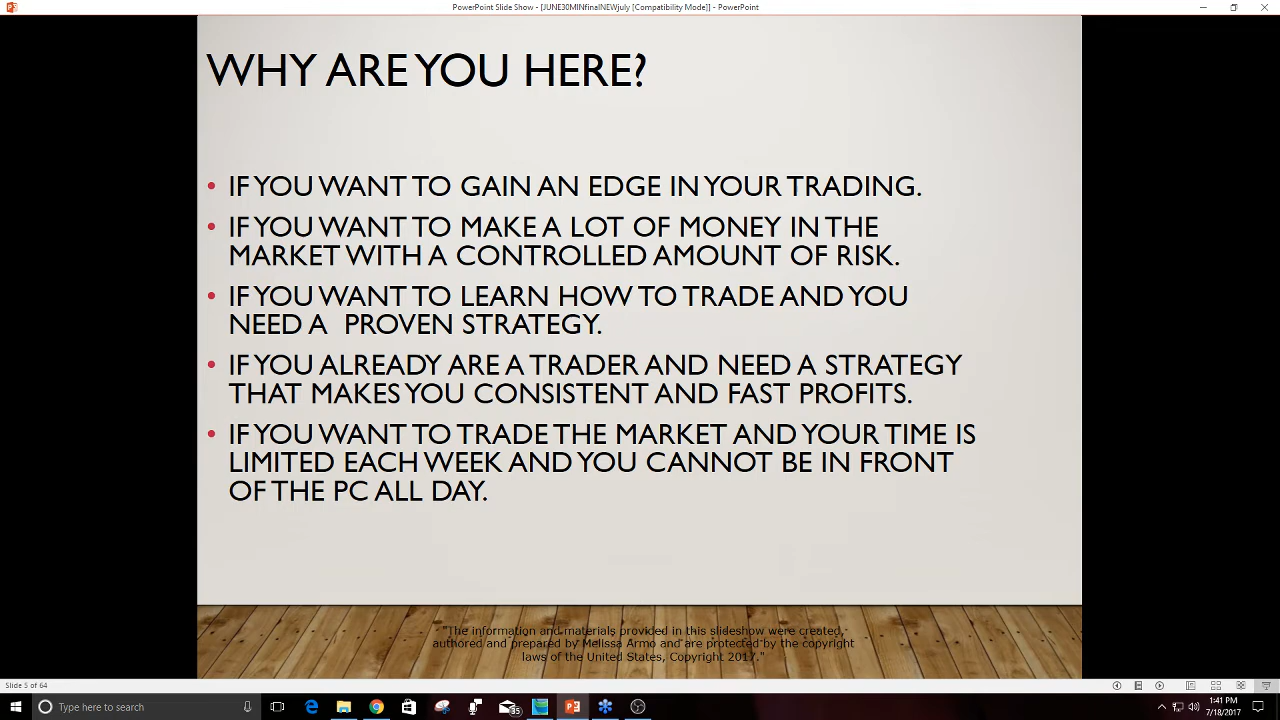 PowerPoint Slide Show - [JUNE30MINfinalNEWjuly [Compatibility Mode]] - PowerPoint
WHY ARE YOU HERE?
• IF YOU WANT TO GAIN AN EDGE IN YOUR TRADING.
• IF YOU WANT TO MAKE A LOT OF MONEY IN THE
MARKET WITH A CONTROLLED AMOUNT OF RISK.
• IF YOU WANT TO LEARN HOW TO TRADE AND YOU
NEED A PROVEN STRATEGY.
• IF YOU ALREADY ARE A TRADER AND NEED A STRATEGY
THAT MAKES YOU CONSISTENT AND FAST PROFITS.
• IF YOU WANT TO TRADE THE MARKET AND YOUR TIME IS
LIMITED EACH WEEK AND YOU CANNOT BE IN FRONT
OF THE PC ALL DAY.
"The information and materials provided in this slideshow were created,
authored and prepared by Melissa Armo and are protected by the copyright
laws of the United States, Copyright 2017."
Slide 5 of 64
Type here to search
35
1:41 PM
7/18/2017